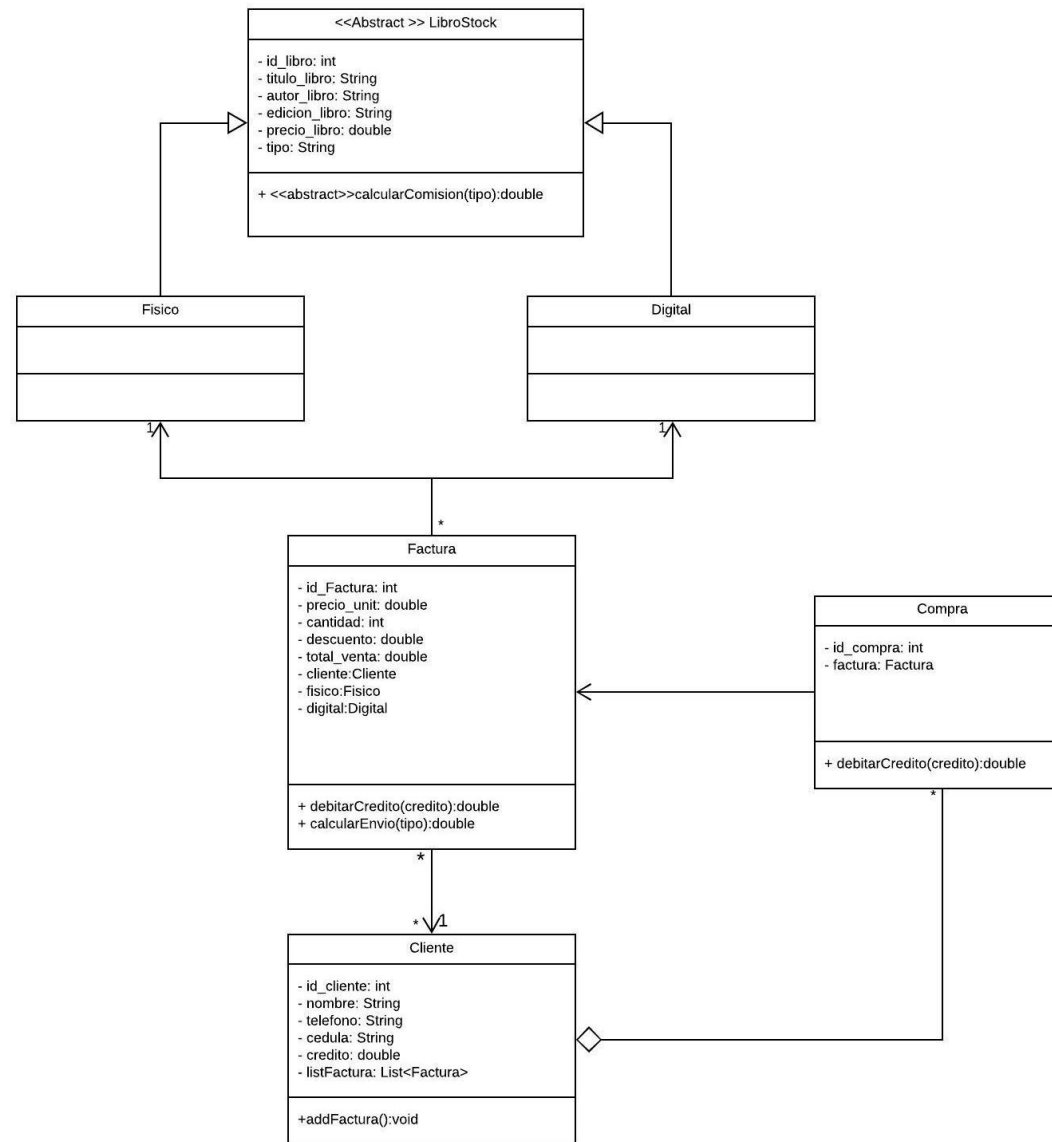 <<Abstract >> LibroStock
- id_libro: int
- titulo_libro: String
- autor_libro: String
- edicion_libro: String
- precio_libro: double
- tipo: String
+ <<abstract>>calcularComision(tipo):double
Fisico
Digital
1
1
*
Factura
- id_Factura: int
- precio_unit: double
- cantidad: int
- descuento: double
- total_venta: double
- cliente:Cliente
- fisico:Fisico
- digital:Digital
+ debitarCredito(credito):double
+ calcularEnvio(tipo):double
Compra
- id_compra: int
- factura: Factura
+ debitarCredito(credito):double
*
*
* 1
Cliente
- id_cliente: int
- nombre: String
- telefono: String
- cedula: String
- credito: double
- listFactura: List<Factura>
+addFactura():void